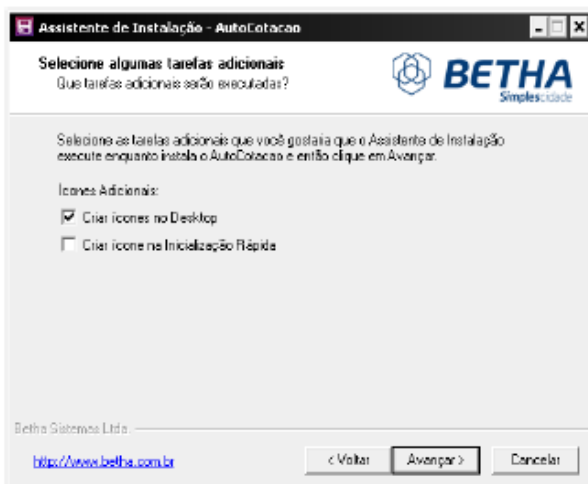 Assistente de Instalação - AutoCotacao
Selecione algumas tarefas adicionais
Que tarefas adicionais serão executadas?
BETHA
Simplescidade
Selecione as tarefas adicionais que você gostaria que o Assistente de Instalação
execute enquanto instala o AutoCotacao e então clique em Avançar.
Ícones Adicionais:
Criar ícones no Desktop
Criar ícone na Inicialização Rápida
Betha Sistemas Ltda.
http://www.betha.com.br
< Voltar
Avançar >
Cancelar